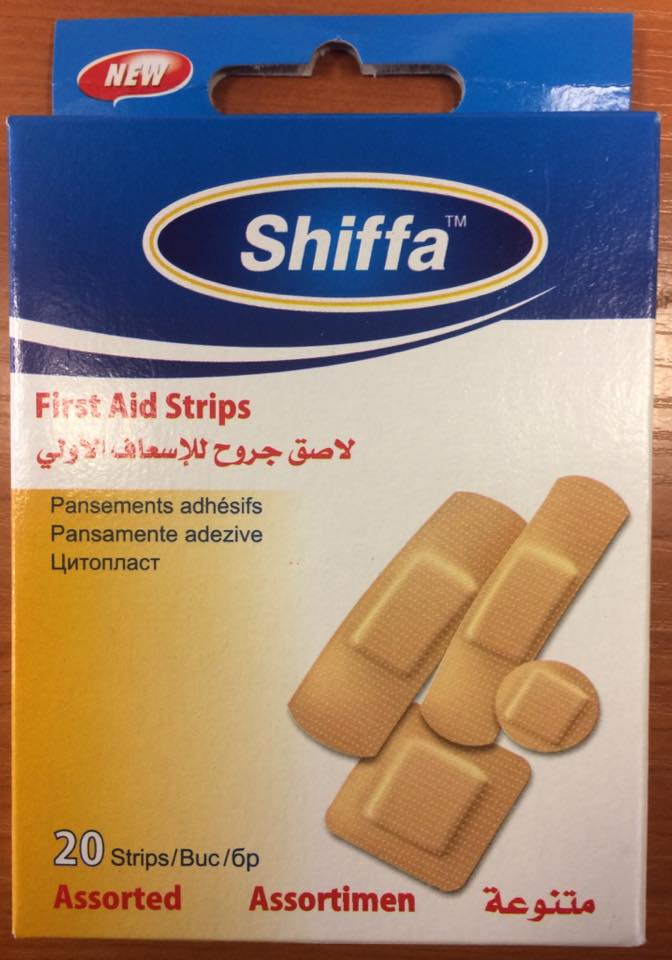 NEW
Shiffa™
First Aid Strips
لاصق جروح للإسعاف الاولي
Pansements adhésifs
Pansamente adezive
Цитопласт
20 Strips/Buc/бр
Assorted Assortimen متنوعة